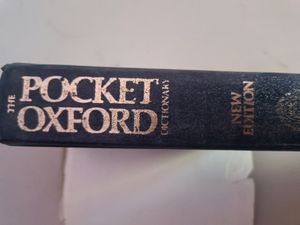 THE
POCKET
OXFORD
DICTIONARY
NEW
EDITION